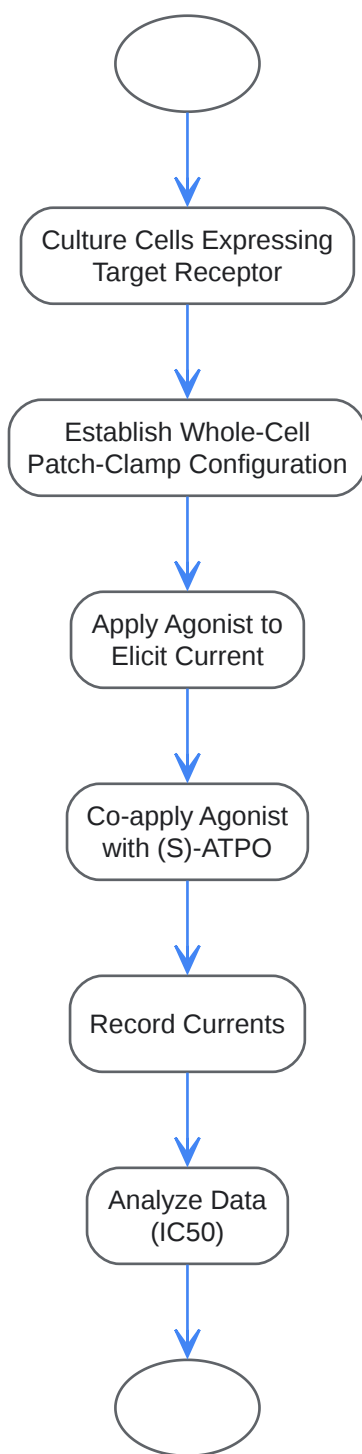 Culture Cells Expressing
Target Receptor
Establish Whole-Cell
Patch-Clamp Configuration
Apply Agonist to
Elicit Current
Co-apply Agonist
with (S)-ATPO
Record Currents
Analyze Data
(IC50)